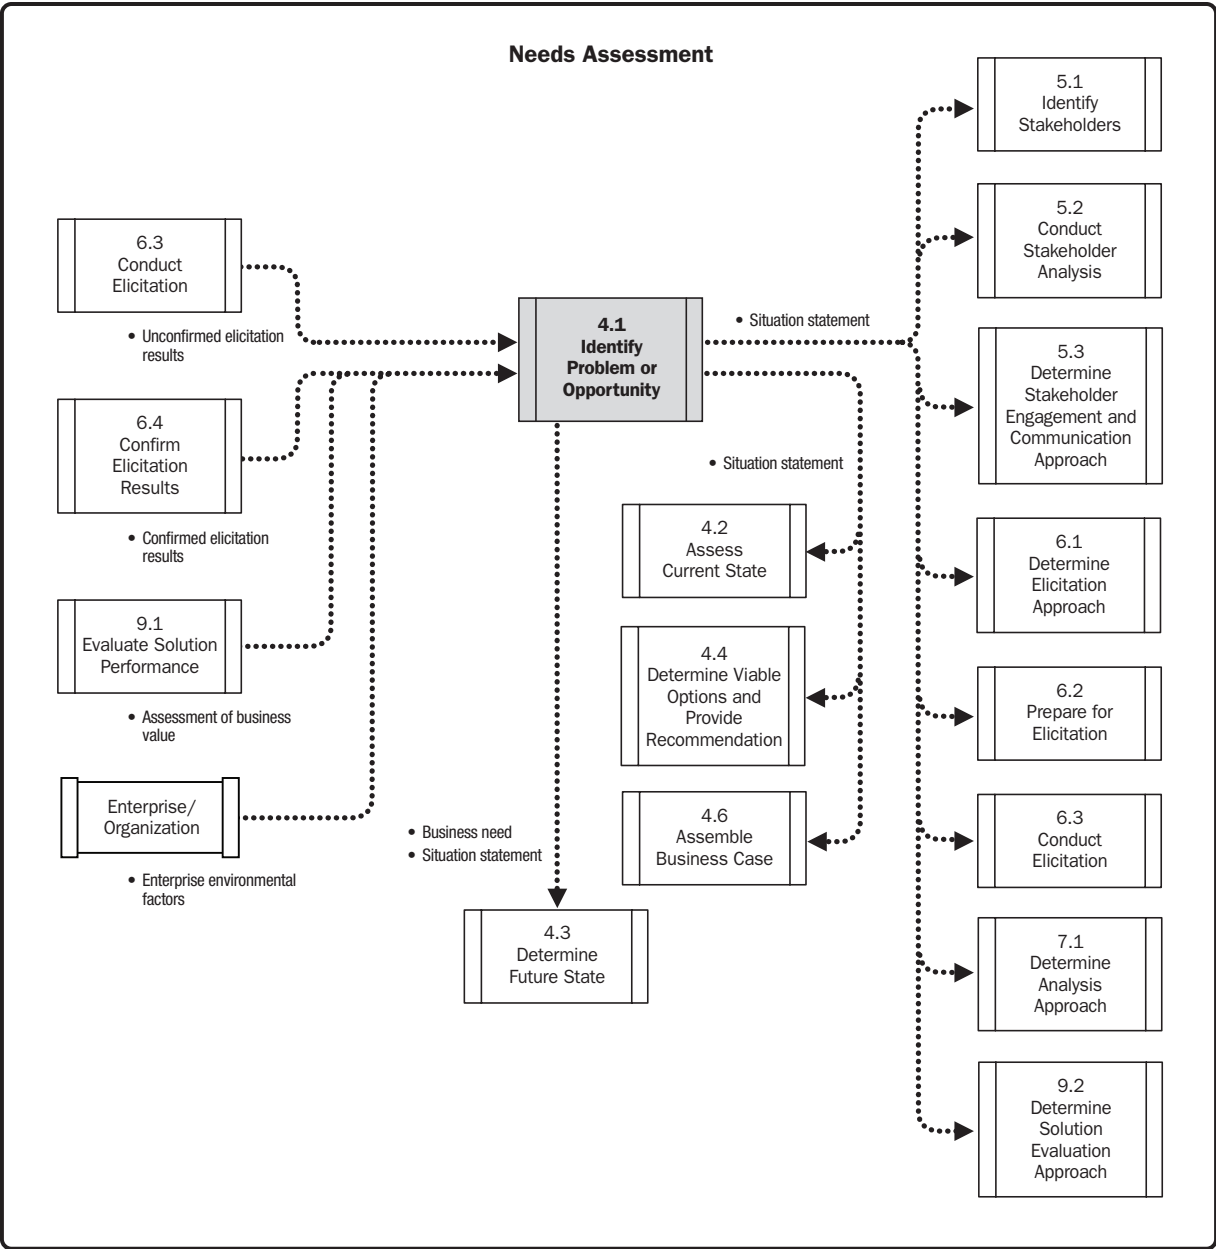 Needs Assessment
6.3
Conduct
Elicitation
• Unconfirmed elicitation
results
6.4
Confirm
Elicitation
Results
• Confirmed elicitation
results
9.1
Evaluate Solution
Performance
• Assessment of business
value
Enterprise/
Organization
• Enterprise environmental
factors
4.1
Identify
Problem or
Opportunity
• Situation statement
• Situation statement
• Business need
• Situation statement
4.2
Assess
Current State
4.4
Determine Viable
Options and
Provide
Recommendation
4.6
Assemble
Business Case
4.3
Determine
Future State
5.1
Identify
Stakeholders
5.2
Conduct
Stakeholder
Analysis
5.3
Determine
Stakeholder
Engagement and
Communication
Approach
6.1
Determine
Elicitation
Approach
6.2
Prepare for
Elicitation
6.3
Conduct
Elicitation
7.1
Determine
Analysis
Approach
9.2
Determine
Solution
Evaluation
Approach